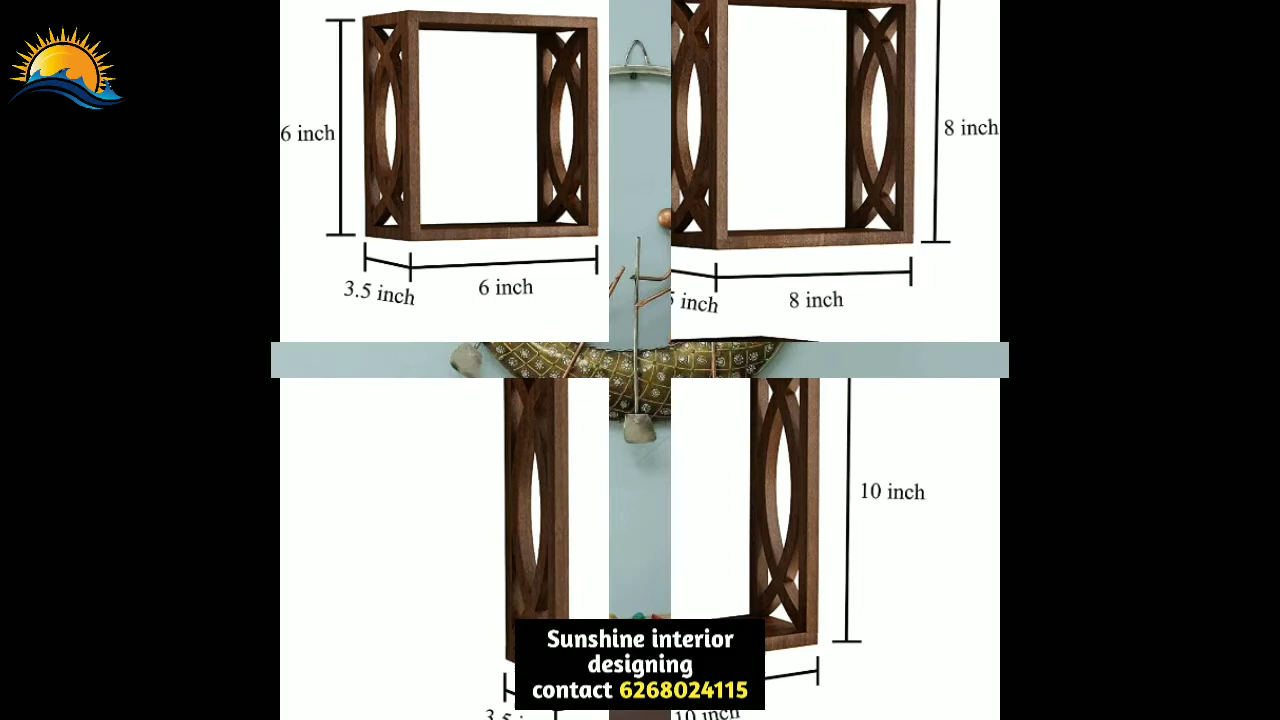 6 inch
8 inch
3.5 inch
6 inch
5 inch
8 inch
10 inch
Sunshine interior
designing
contact 6268024115
10 inch